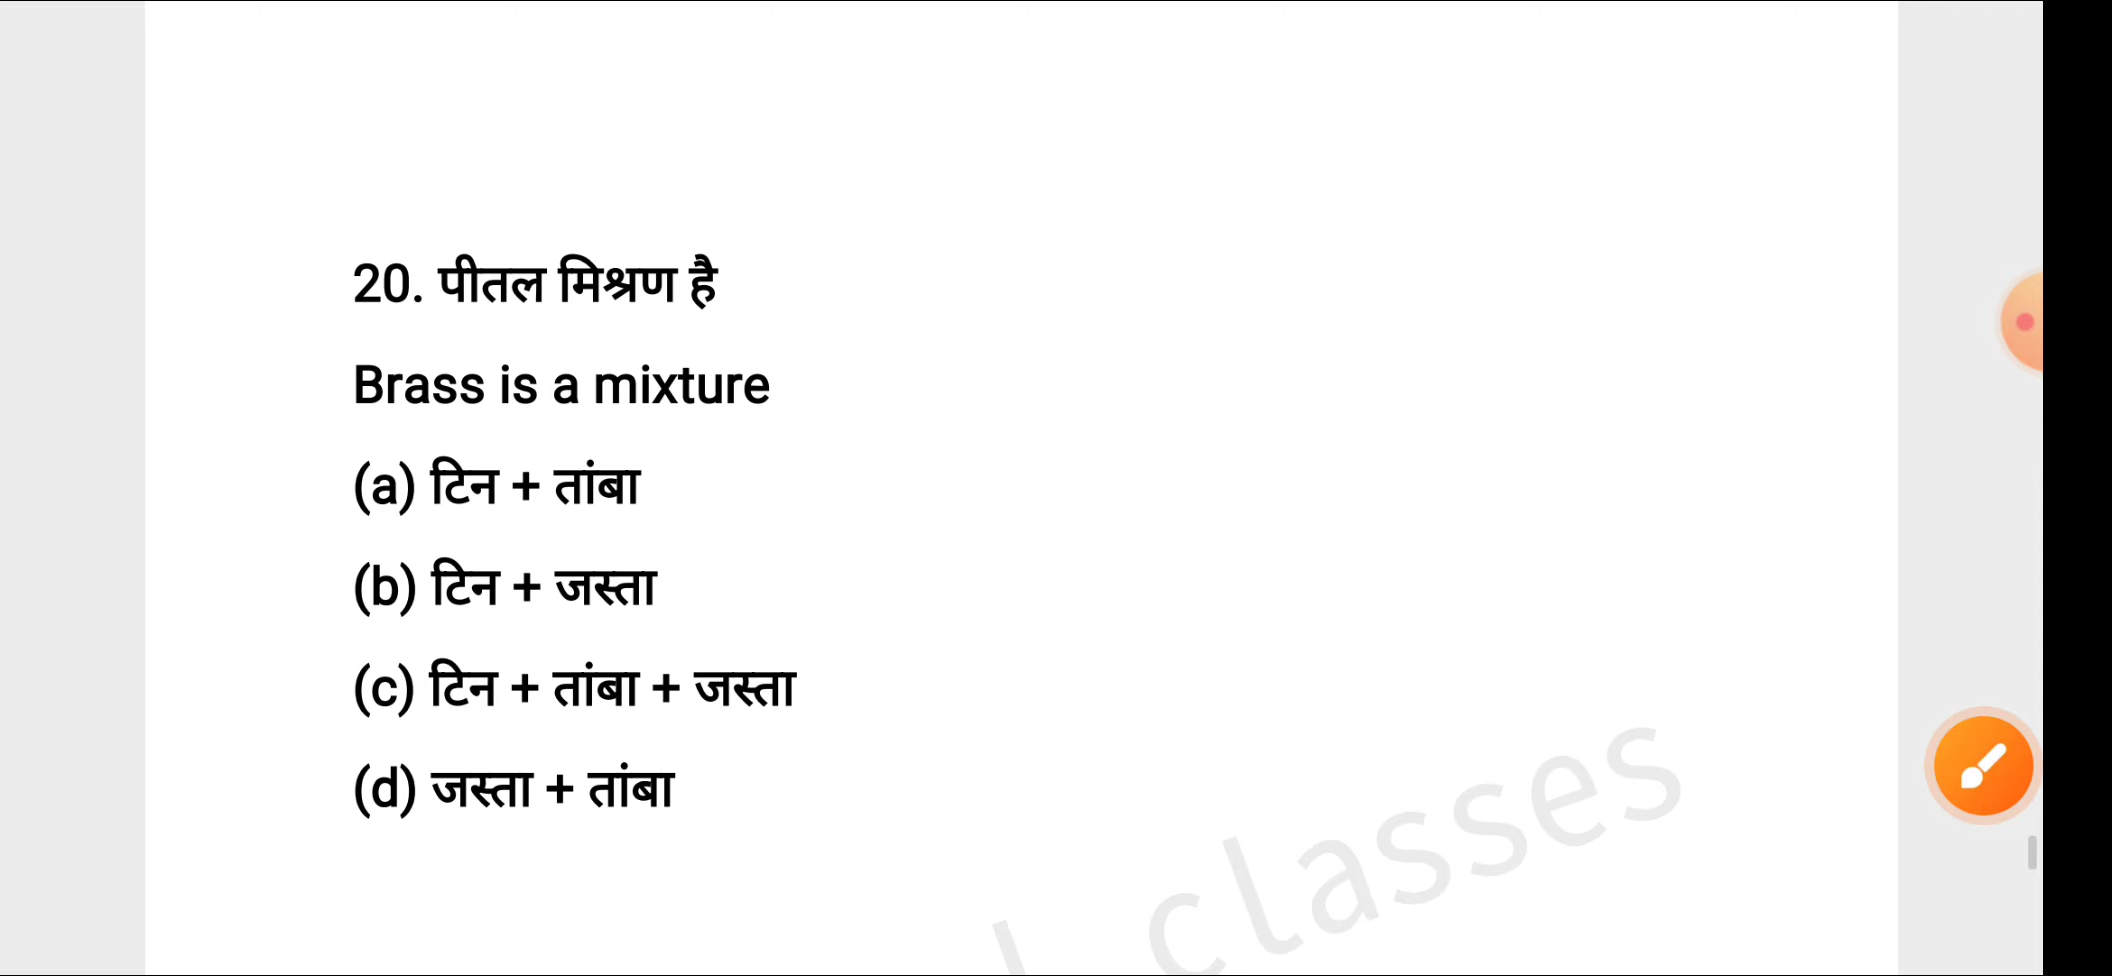 20. पीतल मिश्रण है
Brass is a mixture
(a) टिन + तांबा
(b) टिन + जस्ता
(c) टिन + तांबा + जस्ता
(d) जस्ता + तांबा
classes